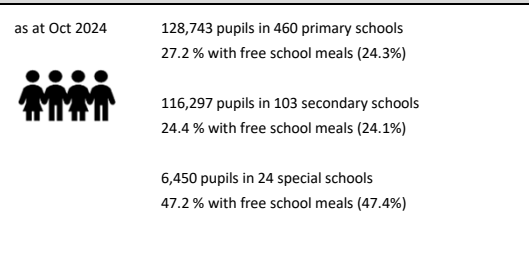 as at Oct 2024
128,743 pupils in 460 primary schools
27.2 % with free school meals (24.3%)
116,297 pupils in 103 secondary schools
24.4 % with free school meals (24.1%)
6,450 pupils in 24 special schools
47.2 % with free school meals (47.4%)